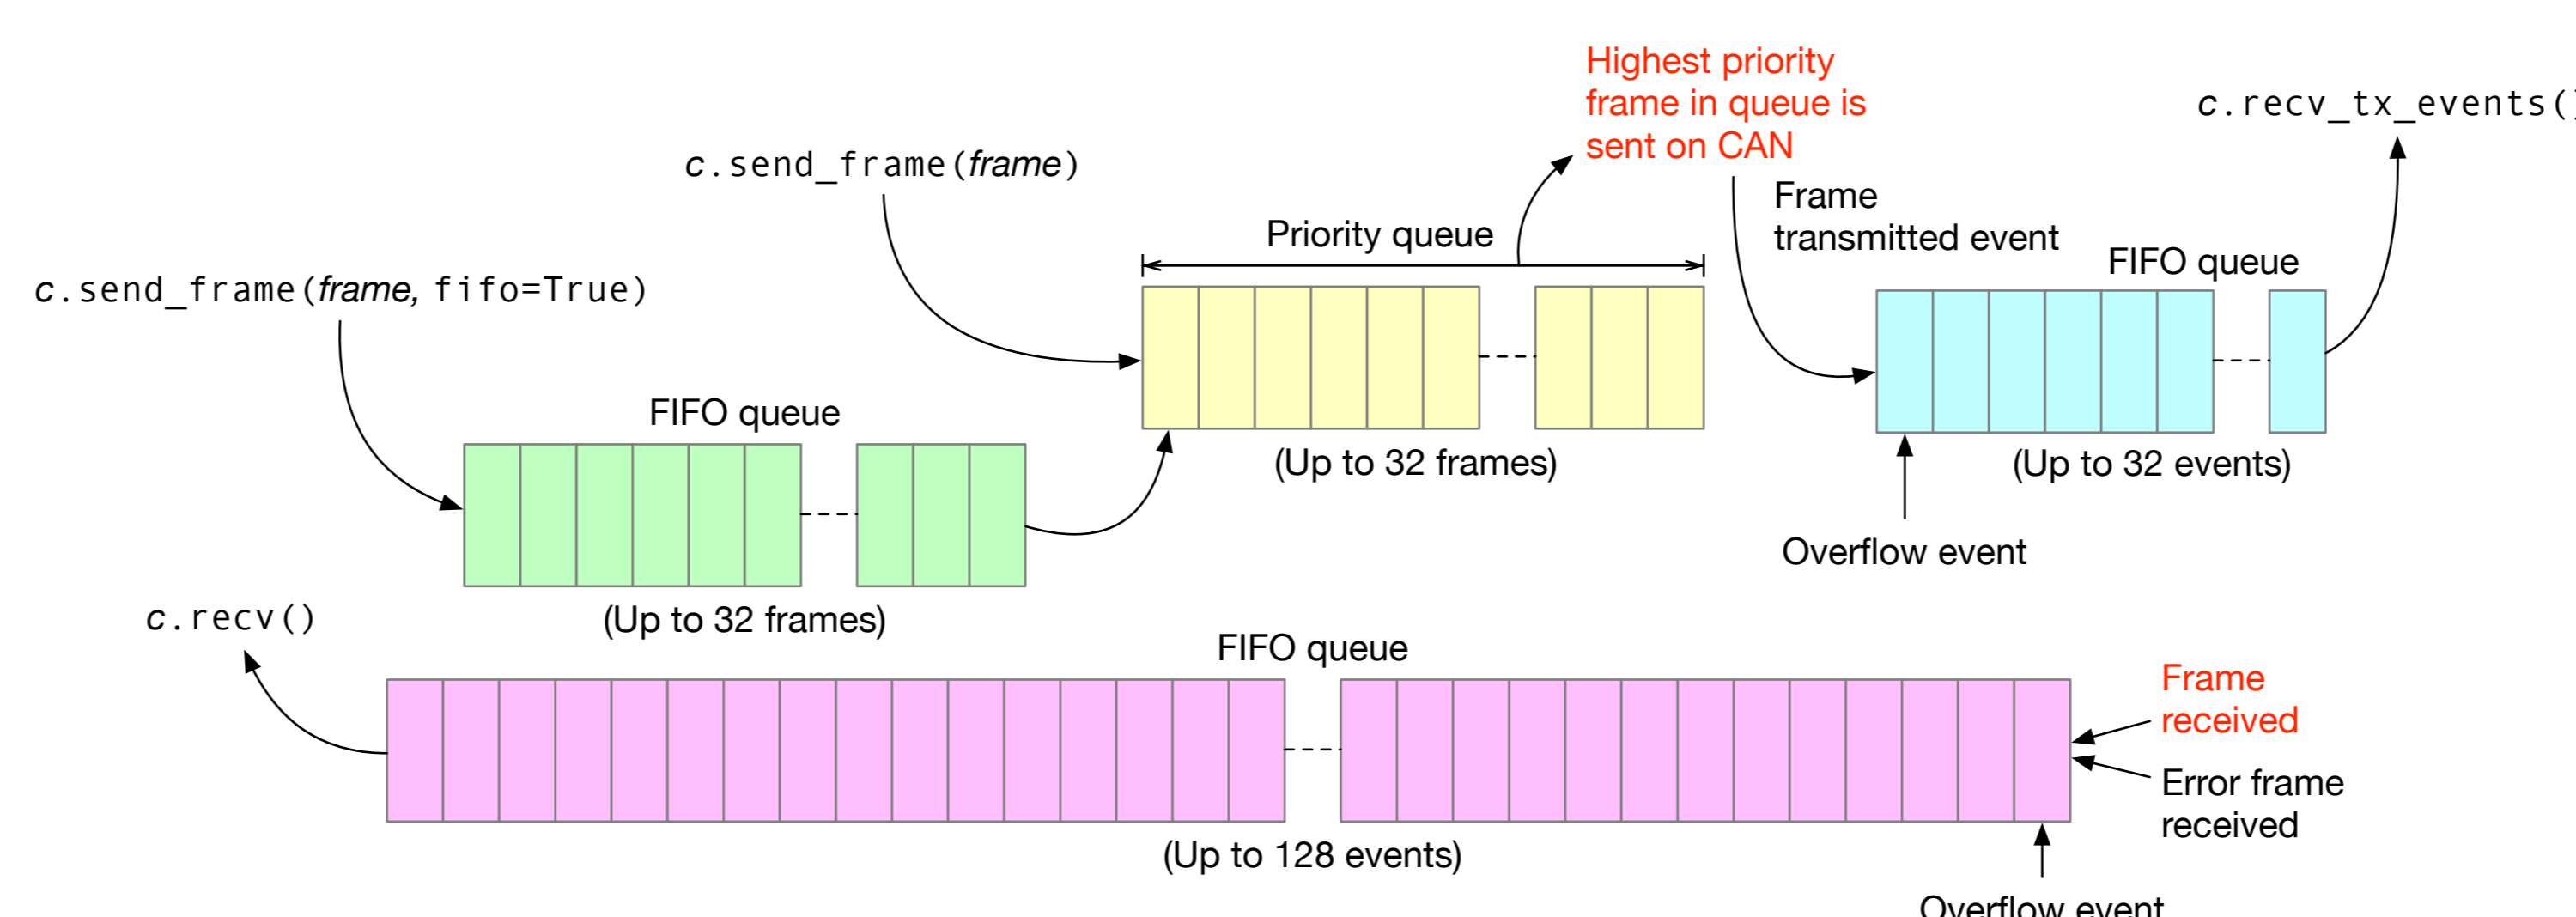 Highest priority
frame in queue is
sent on CAN
c.recv_tx_events(
c.send_frame(frame)
Frame
transmitted event
Priority queue
FIFO queue
c.send_frame(frame, fifo=True)
FIFO queue
(Up to 32 frames)
(Up to 32 events)
Overflow event
c.recv()
(Up to 32 frames)
FIFO queue
Frame
received
Error frame
received
(Up to 128 events)
Overflow event